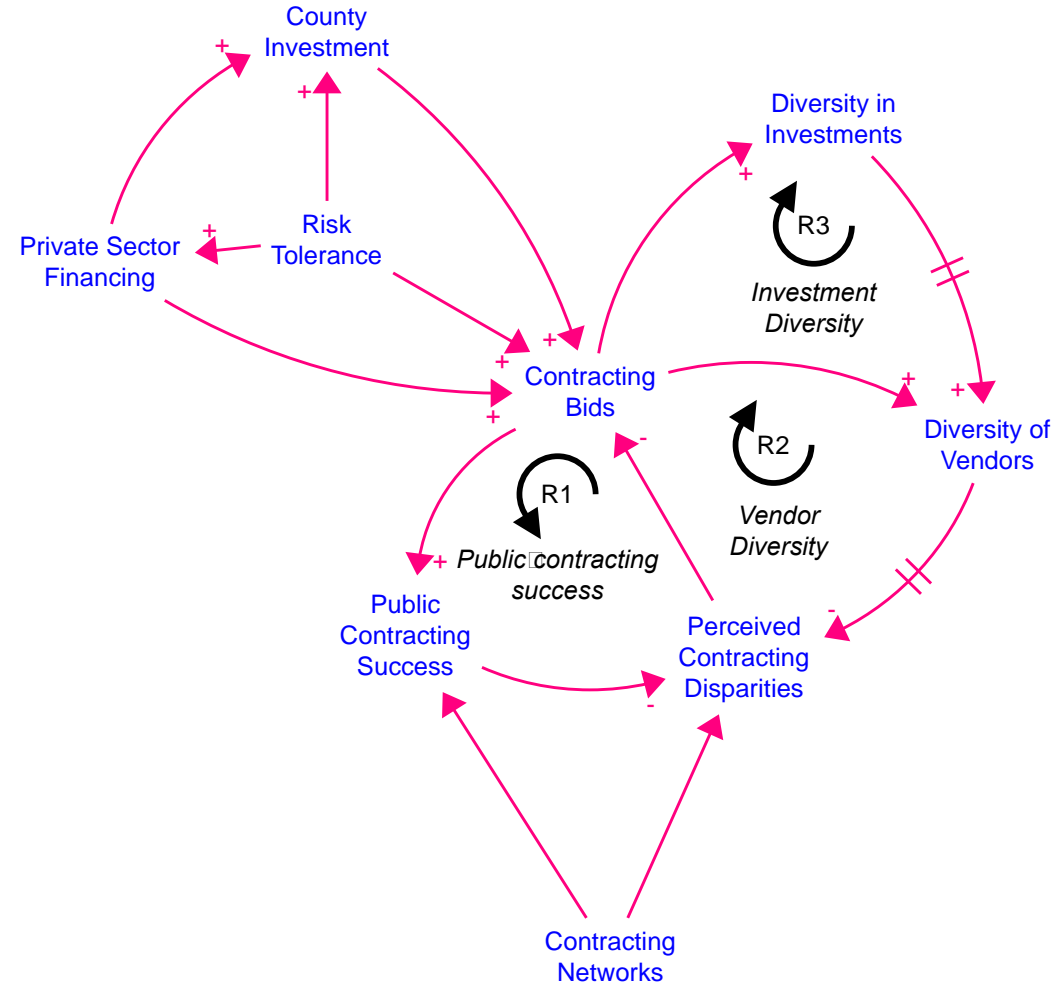 County
Investment
+
+
Diversity in
Investments
+
R3
Investment
Diversity
Private Sector
Financing
+
Risk
Tolerance
+
+
+
Contracting
Bids
+
+
Diversity of
Vendors
-
R2
Vendor
Diversity
R1
Public contracting
success
+
+
Public
Contracting
Success
-
Perceived
Contracting
Disparities
-
Contracting
Networks